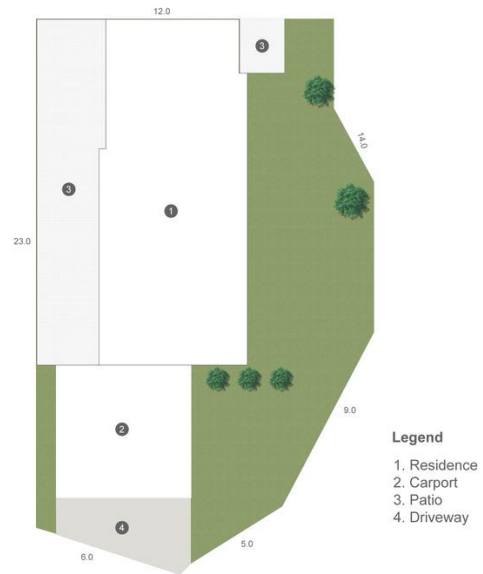 12.0
3
14.0
3
1
23.0
9.0
2
Legend
1. Residence
2. Carport
3. Patio
4. Driveway
4
5.0
6.0